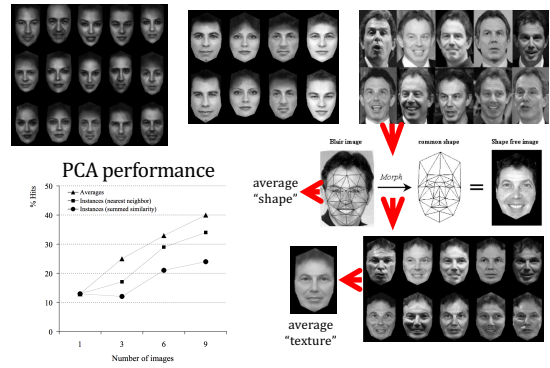 Blair image
common shape
Shape free image
Morph
=
average
"shape"
PCA performance
% Hits
Averages
Instances (nearest neighbor)
Instances (summed similarity)
50
40
30
20
10
0
1 3 6 9
Number of images
average
"texture"